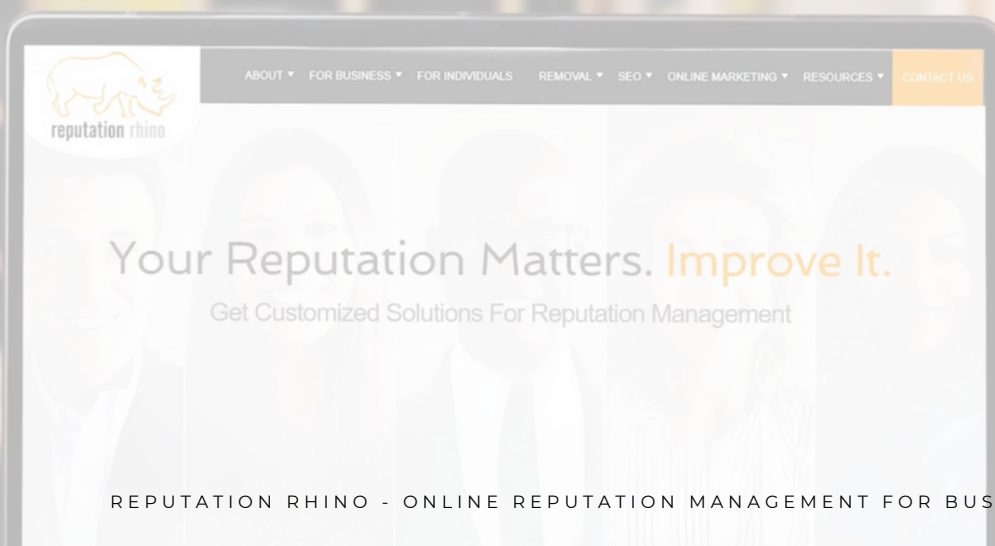 ABOUT FOR BUSINESS FOR INDIVIDUALS REMOVAL SEO ONLINE MARKETING RESOURCES CONTACT US
reputation rhino
Your Reputation Matters. Improve It.
Get Customized Solutions For Reputation Management
REPUTATION RHINO - ONLINE REPUTATION MANAGEMENT FOR BUS